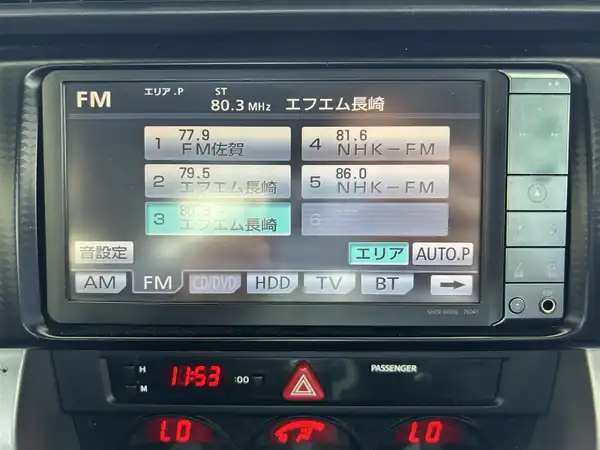 FM エリア.P ST 80.3 MHz エフエム長崎
1 77.9 FM佐賀
4 81.6 NHK-FM
2 79.5 エフエム長崎
5 86.0 NHK-FM
3 80.3 エフエム長崎
6
音設定 エリア AUTO.P
AM FM CD/DVD HDD TV BT
H 11:53 :00 PASSENGER
M
LO LO